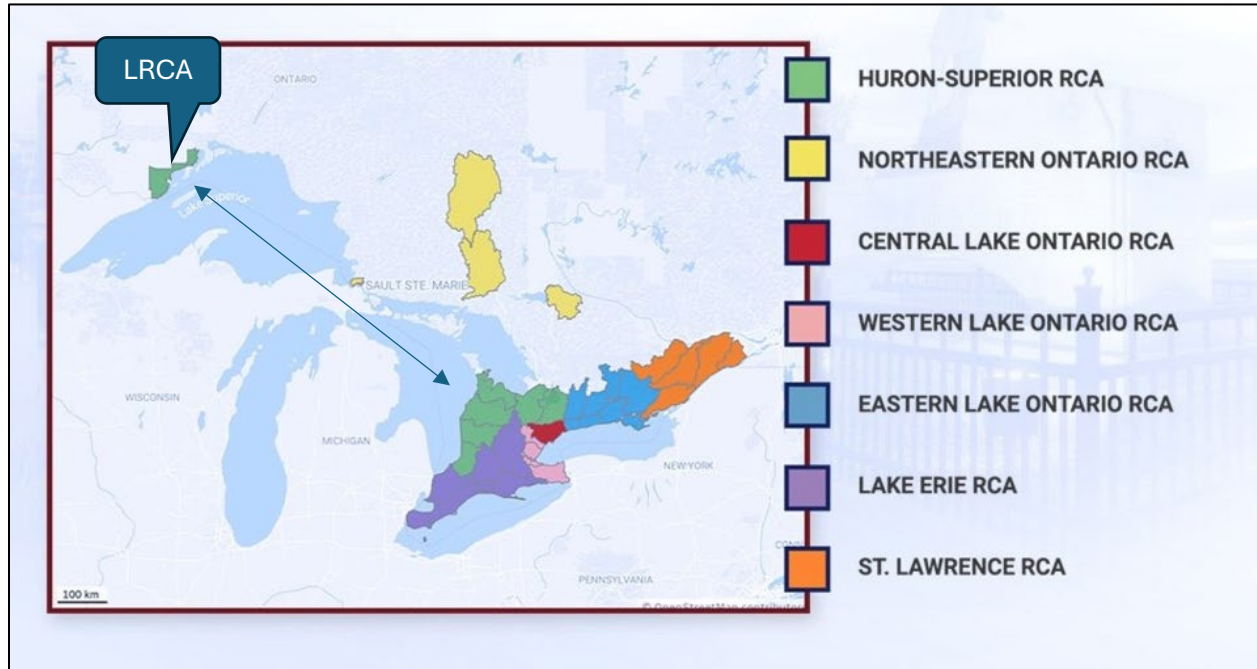 LRCA
ONTARIO
Lake Superior
SAULT STE. MARIE
WISCONSIN
MICHIGAN
NEW YORK
PENNSYLVANIA
CONN
100 km
© OpenStreetMap contributors
HURON-SUPERIOR RCA
NORTHEASTERN ONTARIO RCA
CENTRAL LAKE ONTARIO RCA
WESTERN LAKE ONTARIO RCA
EASTERN LAKE ONTARIO RCA
LAKE ERIE RCA
ST. LAWRENCE RCA